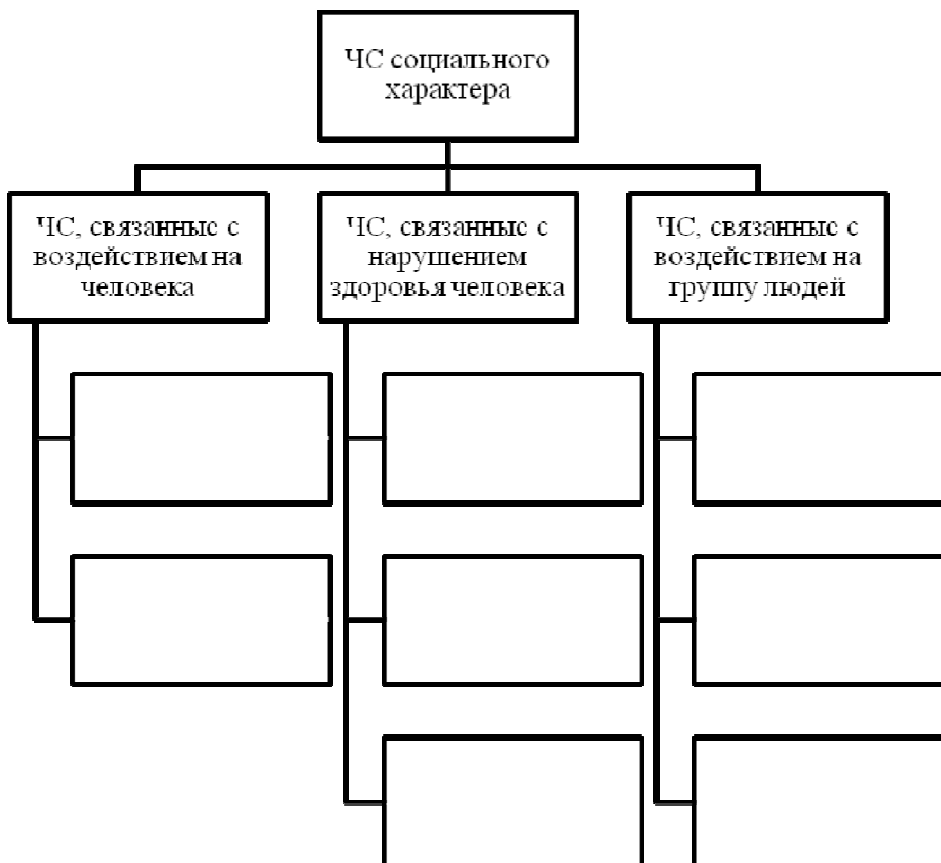 ЧС социального
характера
ЧС, связанные с
воздействием на
человека
ЧС, связанные с
нарушением
здоровья человека
ЧС, связанные с
воздействием на
группу людей